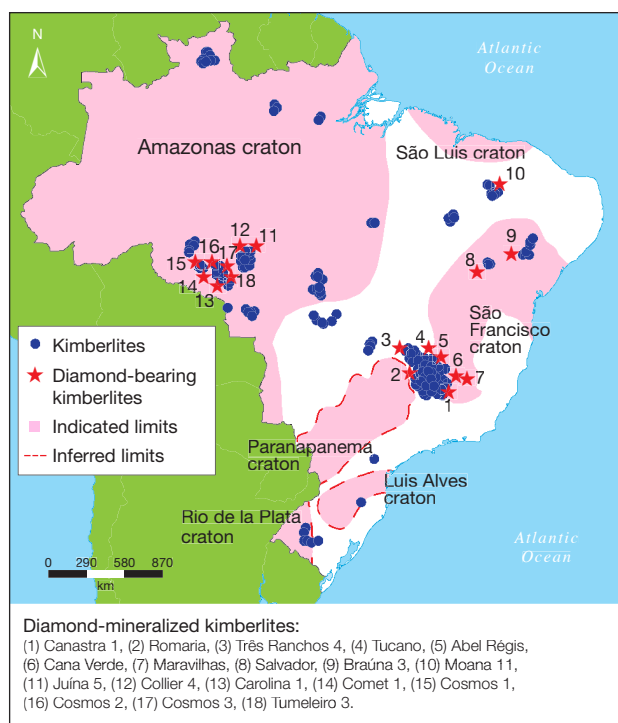 N
Atlantic
Ocean
Amazonas craton
São Luis craton
10
12
11
9
16
17
15
8
14
18
13
São
Francisco
craton
3
4
5
2
6
7
1
Kimberlites
Diamond-bearing
kimberlites
Indicated limits
Inferred limits
Paranapanema
craton
Luis Alves
craton
Rio de la Plata
craton
Atlantic
Ocean
0 290 580 870
km
Diamond-mineralized kimberlites:
(1) Canastra 1, (2) Romaria, (3) Três Ranchos 4, (4) Tucano, (5) Abel Régis,
(6) Cana Verde, (7) Maravilhas, (8) Salvador, (9) Braúna 3, (10) Moana 11,
(11) Juína 5, (12) Collier 4, (13) Carolina 1, (14) Comet 1, (15) Cosmos 1,
(16) Cosmos 2, (17) Cosmos 3, (18) Tumeleiro 3.